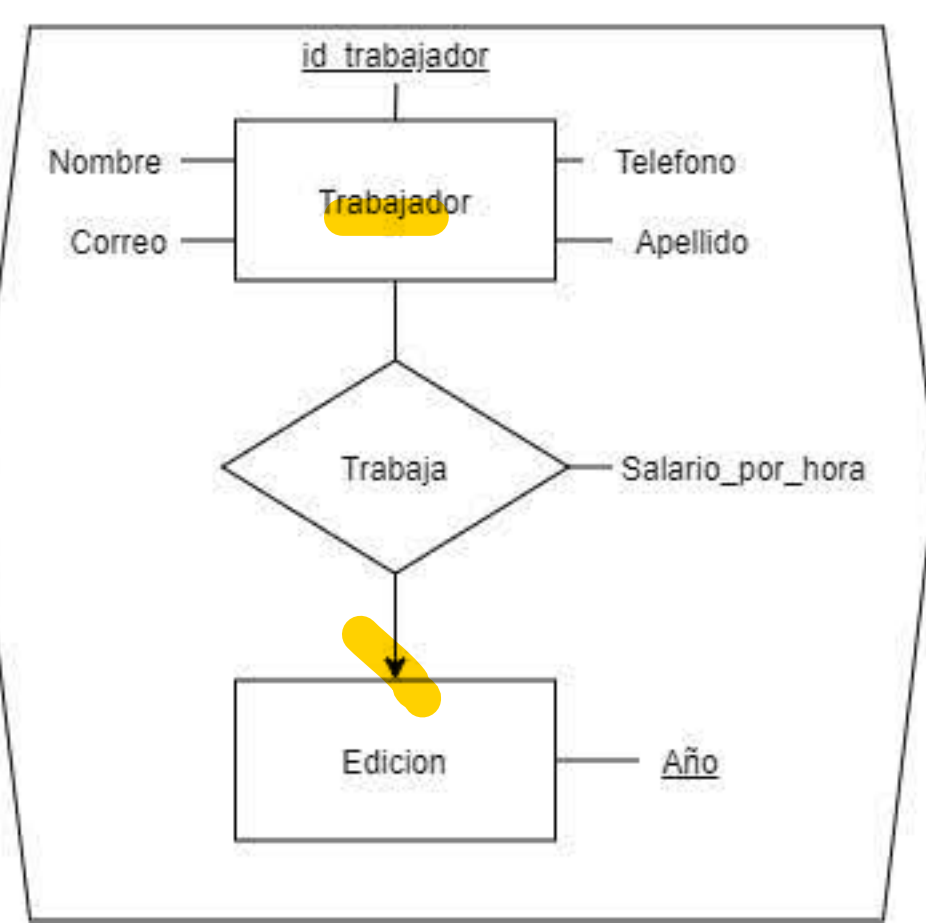 id_trabajador
Nombre
Telefono
Trabajador
Correo
Apellido
Trabaja
Salario_por_hora
Edicion
Año